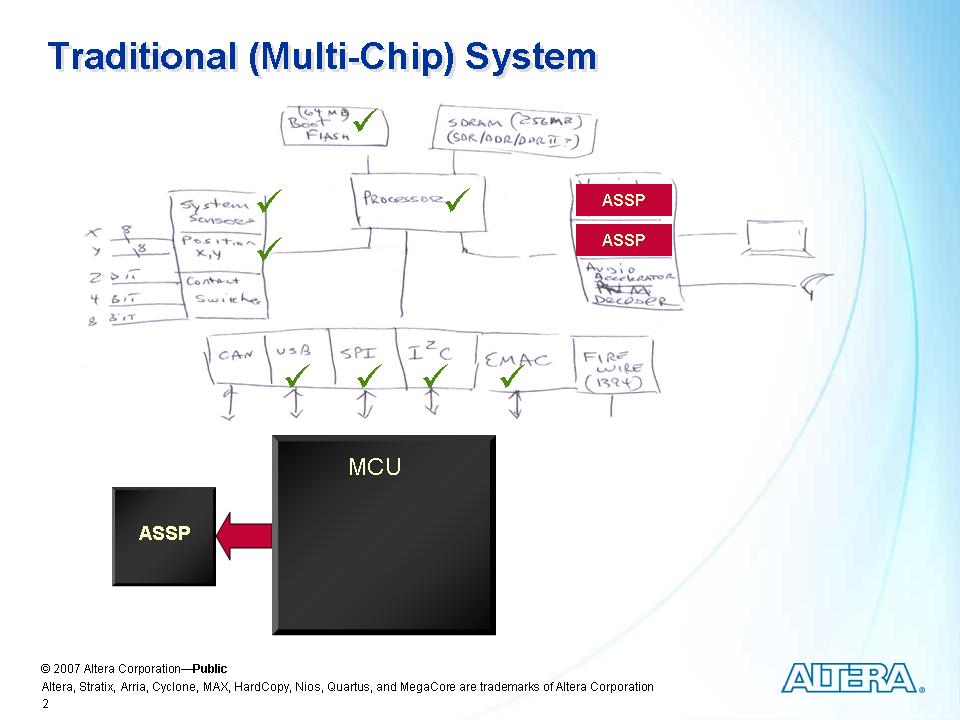 Traditional (Multi-Chip) System
(64 MB)
Boot
FLASH
SDRAM (256MB)
(SDR/DDR/DDR II?)
PROCESSOR
System
Sensors
Position
x,y
Contact
Switches
X 8
Y 8
2 BIT
4 BIT
8 BIT
ASSP
ASSP
AUDIO
ACCELERATOR
DECODER
CAN
USB
SPI
I²C
EMAC
FIRE
WIRE
(1394)
MCU
ASSP
© 2007 Altera Corporation—Public
Altera, Stratix, Arria, Cyclone, MAX, HardCopy, Nios, Quartus, and MegaCore are trademarks of Altera Corporation
2
ALTERA®